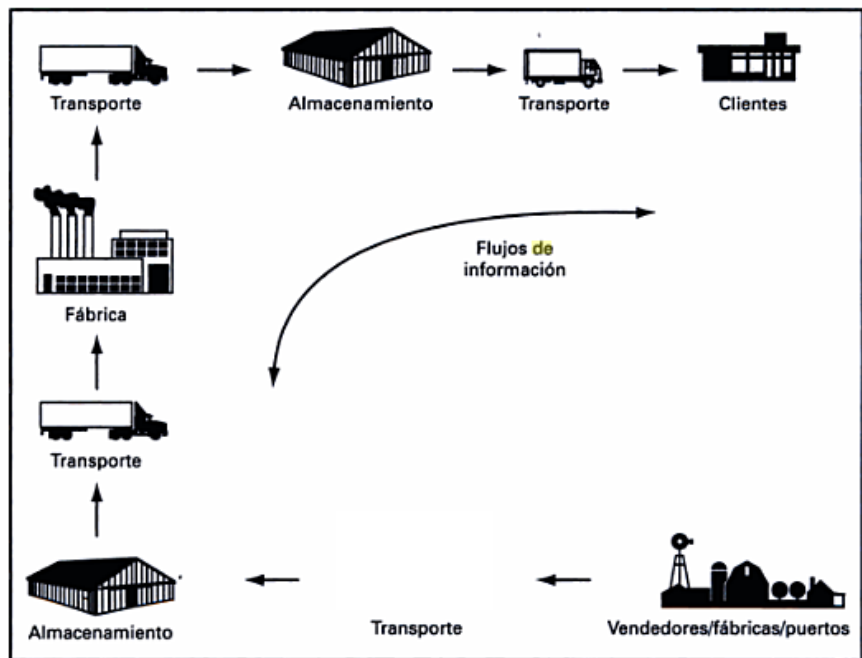 Transporte
Almacenamiento
Transporte
Clientes
Flujos de
información
Fábrica
Transporte
Almacenamiento
Transporte
Vendedores/fábricas/puertos